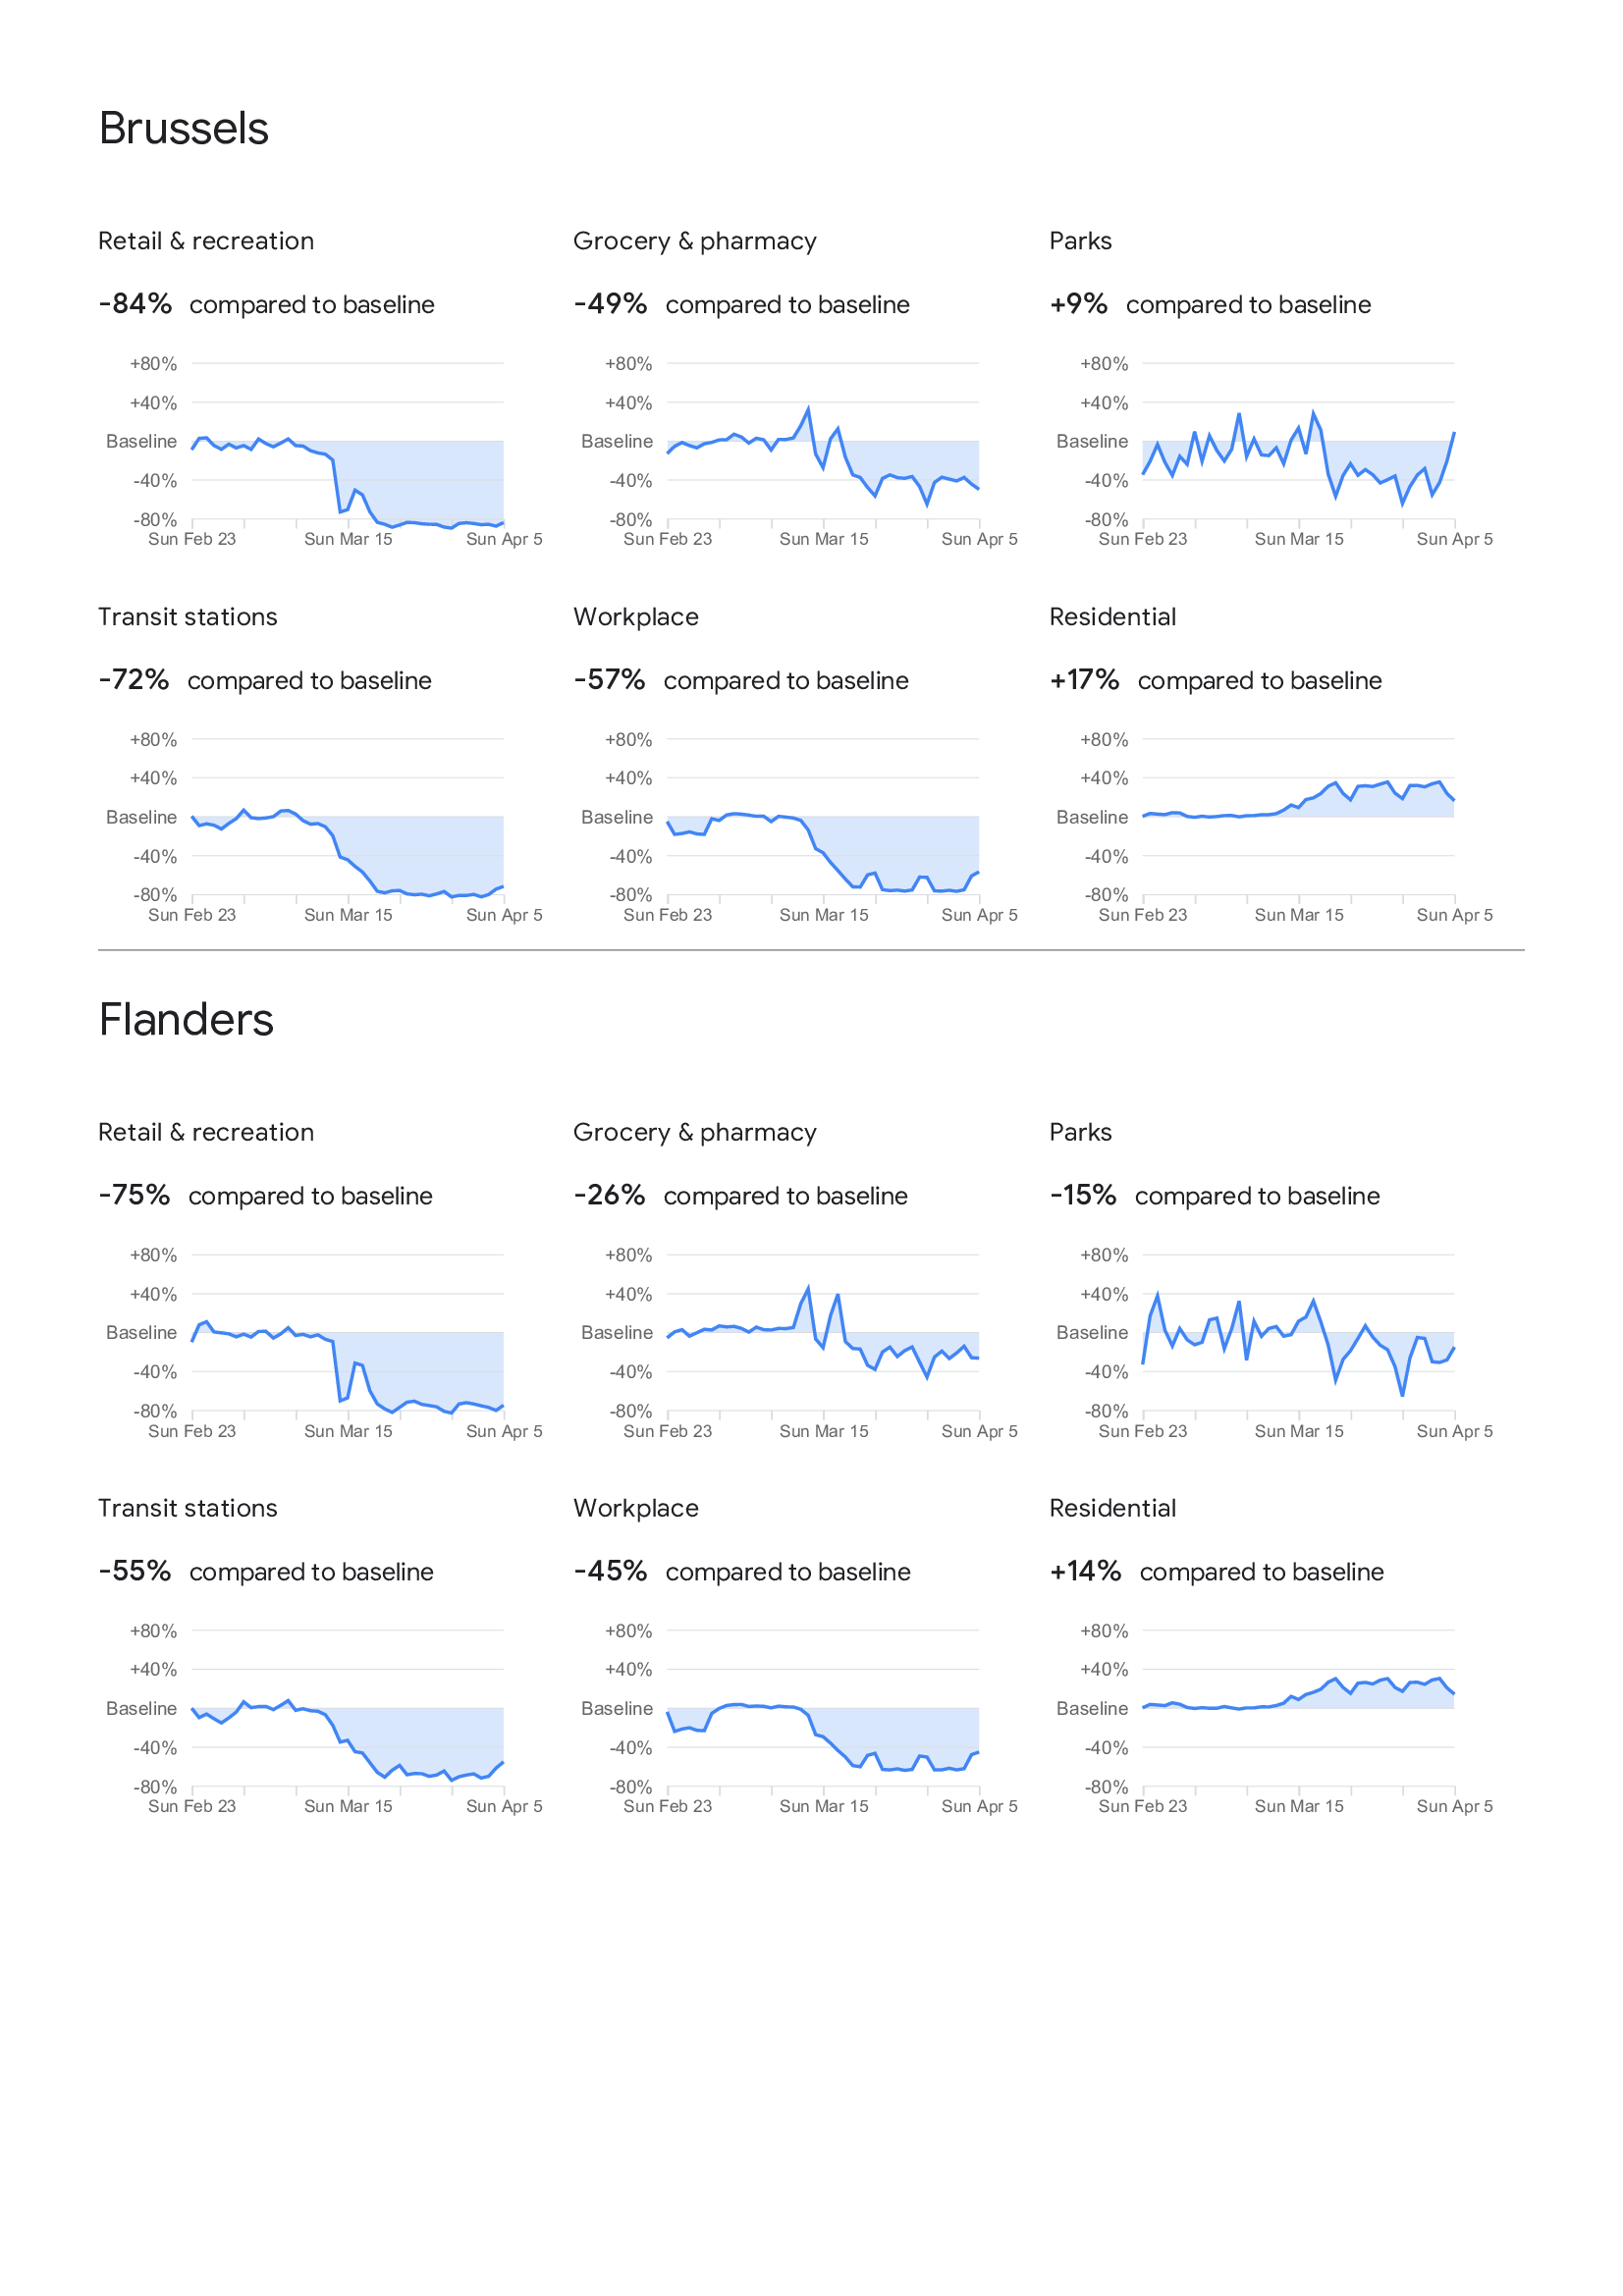 Brussels
Retail & recreation
-84% compared to baseline
+80%
+40%
Baseline
-40%
-80%
Sun Feb 23 Sun Mar 15 Sun Apr 5
Grocery & pharmacy
-49% compared to baseline
+80%
+40%
Baseline
-40%
-80%
Sun Feb 23 Sun Mar 15 Sun Apr 5
Parks
+9% compared to baseline
+80%
+40%
Baseline
-40%
-80%
Sun Feb 23 Sun Mar 15 Sun Apr 5
Transit stations
-72% compared to baseline
+80%
+40%
Baseline
-40%
-80%
Sun Feb 23 Sun Mar 15 Sun Apr 5
Workplace
-57% compared to baseline
+80%
+40%
Baseline
-40%
-80%
Sun Feb 23 Sun Mar 15 Sun Apr 5
Residential
+17% compared to baseline
+80%
+40%
Baseline
-40%
-80%
Sun Feb 23 Sun Mar 15 Sun Apr 5
Flanders
Retail & recreation
-75% compared to baseline
+80%
+40%
Baseline
-40%
-80%
Sun Feb 23 Sun Mar 15 Sun Apr 5
Grocery & pharmacy
-26% compared to baseline
+80%
+40%
Baseline
-40%
-80%
Sun Feb 23 Sun Mar 15 Sun Apr 5
Parks
-15% compared to baseline
+80%
+40%
Baseline
-40%
-80%
Sun Feb 23 Sun Mar 15 Sun Apr 5
Transit stations
-55% compared to baseline
+80%
+40%
Baseline
-40%
-80%
Sun Feb 23 Sun Mar 15 Sun Apr 5
Workplace
-45% compared to baseline
+80%
+40%
Baseline
-40%
-80%
Sun Feb 23 Sun Mar 15 Sun Apr 5
Residential
+14% compared to baseline
+80%
+40%
Baseline
-40%
-80%
Sun Feb 23 Sun Mar 15 Sun Apr 5